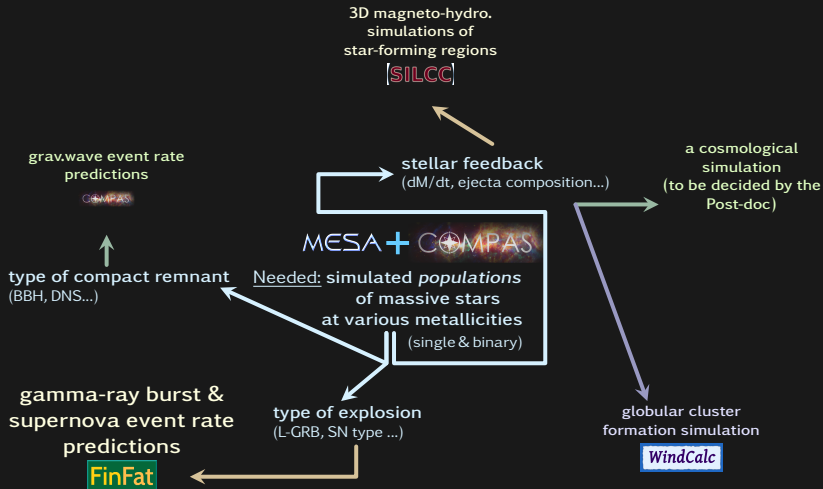 3D magneto-hydro.
simulations of
star-forming regions
[SILCC]
grav.wave event rate
predictions
COMPAS
stellar feedback
(dM/dt, ejecta composition...)
a cosmological
simulation
(to be decided by the
Post-doc)
MESA + COMPAS
type of compact remnant
(BBH, DNS...)
Needed: simulated populations
of massive stars
at various metallicities
(single & binary)
gamma-ray burst &
supernova event rate
predictions
FinFat
type of explosion
(L-GRB, SN type ...)
globular cluster
formation simulation
WindCalc